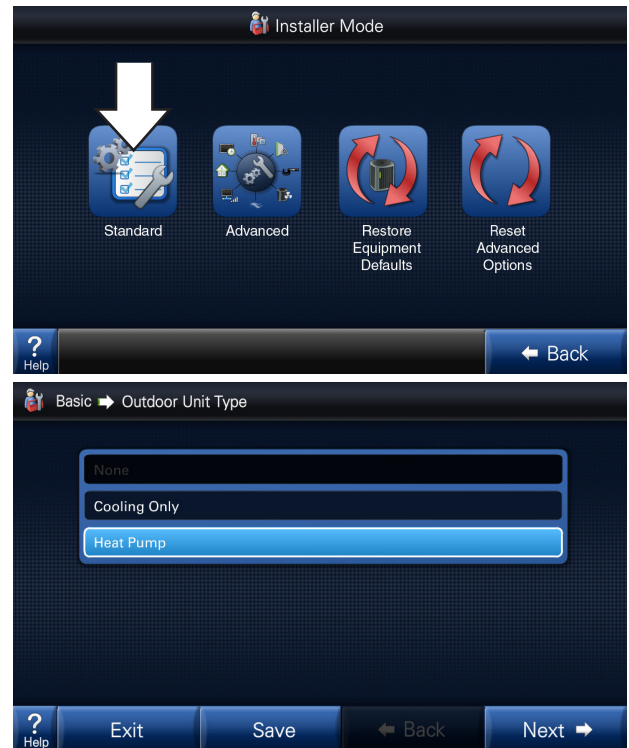 Installer Mode
Standard
Advanced
Restore
Equipment
Defaults
Reset
Advanced
Options
? Help
Back
Basic ➡ Outdoor Unit Type
None
Cooling Only
Heat Pump
? Help
Exit
Save
Back
Next